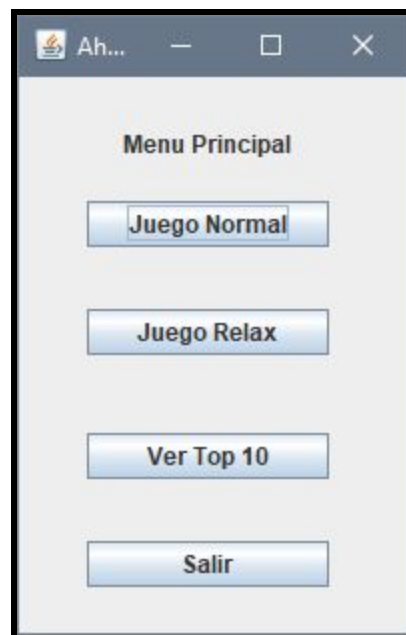 Ah...
Menu Principal
Juego Normal
Juego Relax
Ver Top 10
Salir